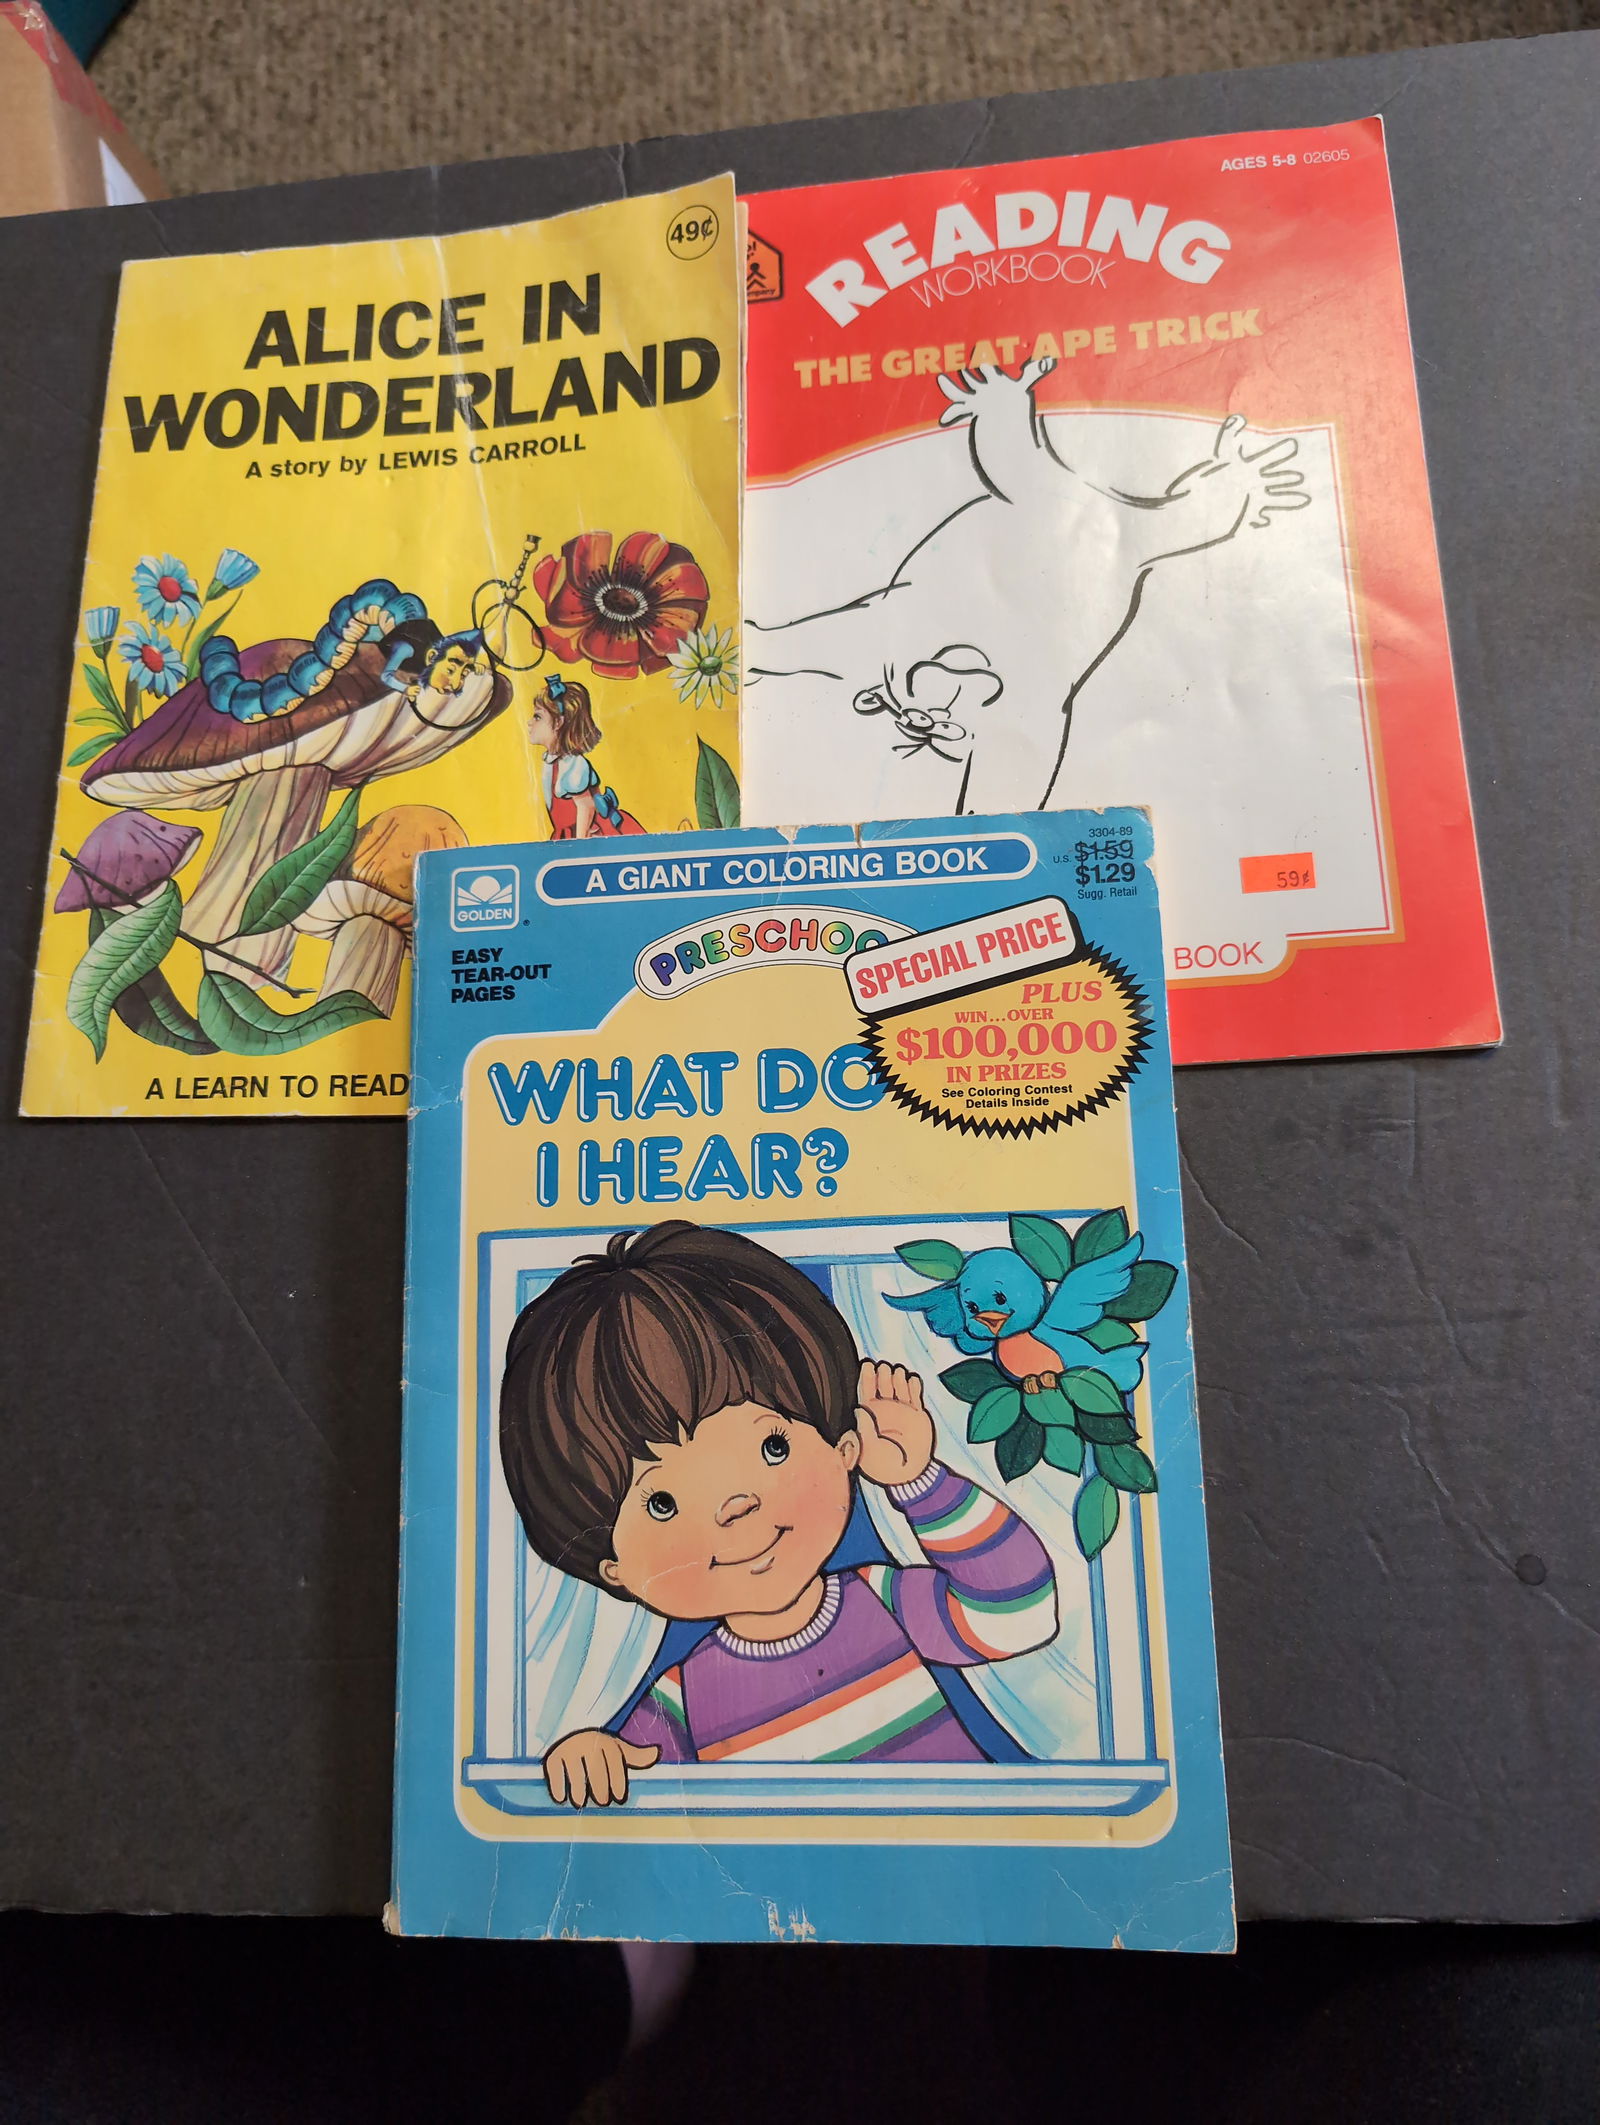 49¢
ALICE IN
WONDERLAND
A story by LEWIS CARROLL
A LEARN TO READ
AGES 5-8 02605
READING
WORKBOOK
THE GREAT APE TRICK
59¢
BOOK
A GIANT COLORING BOOK
3304-89
U.S. $1.59
$1.29
Sugg. Retail
GOLDEN
EASY
TEAR-OUT
PAGES
PRESCHOO
SPECIAL PRICE
PLUS
WIN...OVER
$100,000
IN PRIZES
See Coloring Contest
Details Inside
WHAT DO
I HEAR?